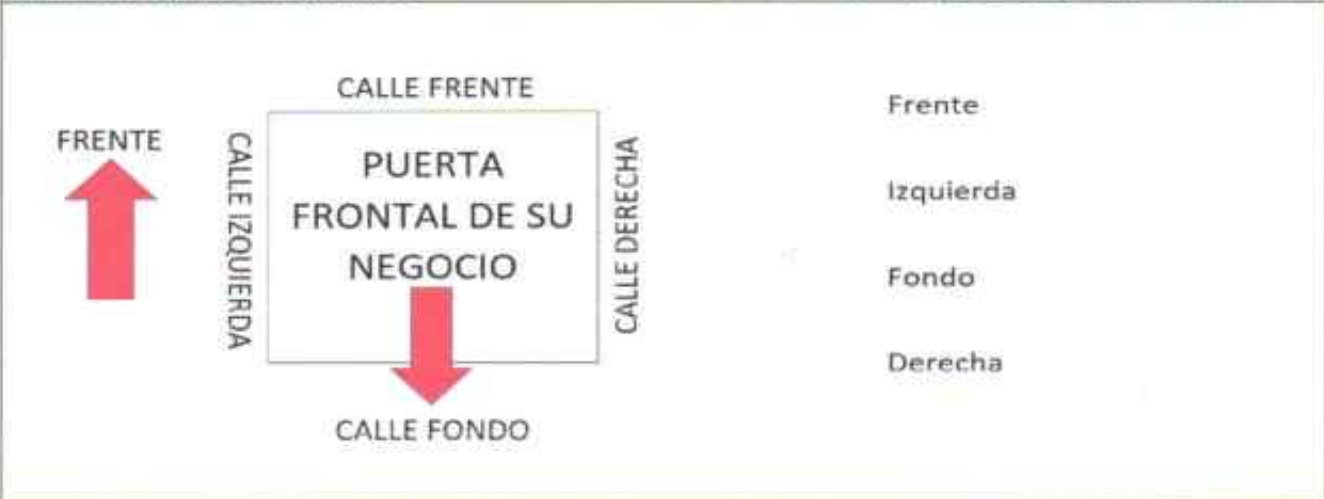 CALLE FRENTE
FRENTE
CALLE IZQUIERDA
PUERTA
FRONTAL DE SU
NEGOCIO
CALLE DERECHA
CALLE FONDO
Frente
Izquierda
Fondo
Derecha